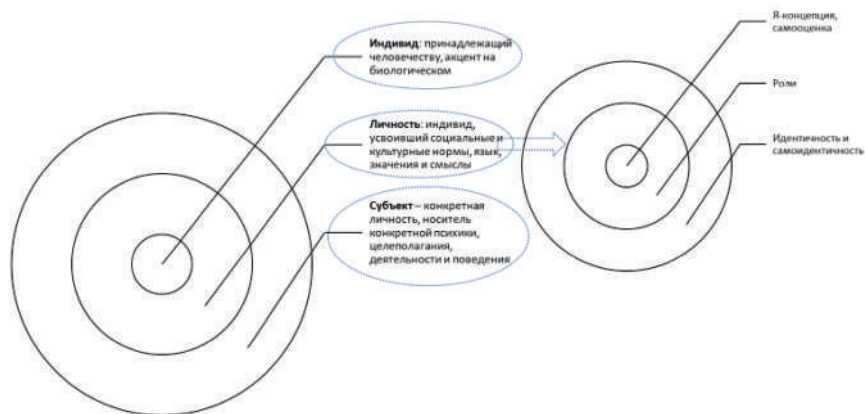 Индивид: принадлежащий
человечеству, акцент на
биологическом
Личность: индивид,
усвоивший социальные и
культурные нормы, язык,
значения и смыслы
Субъект – конкретная
личность, носитель
конкретной психики,
целеполагания,
деятельности и поведения
Я-концепция,
самооценка
Роли
Идентичность и
самоидентичность